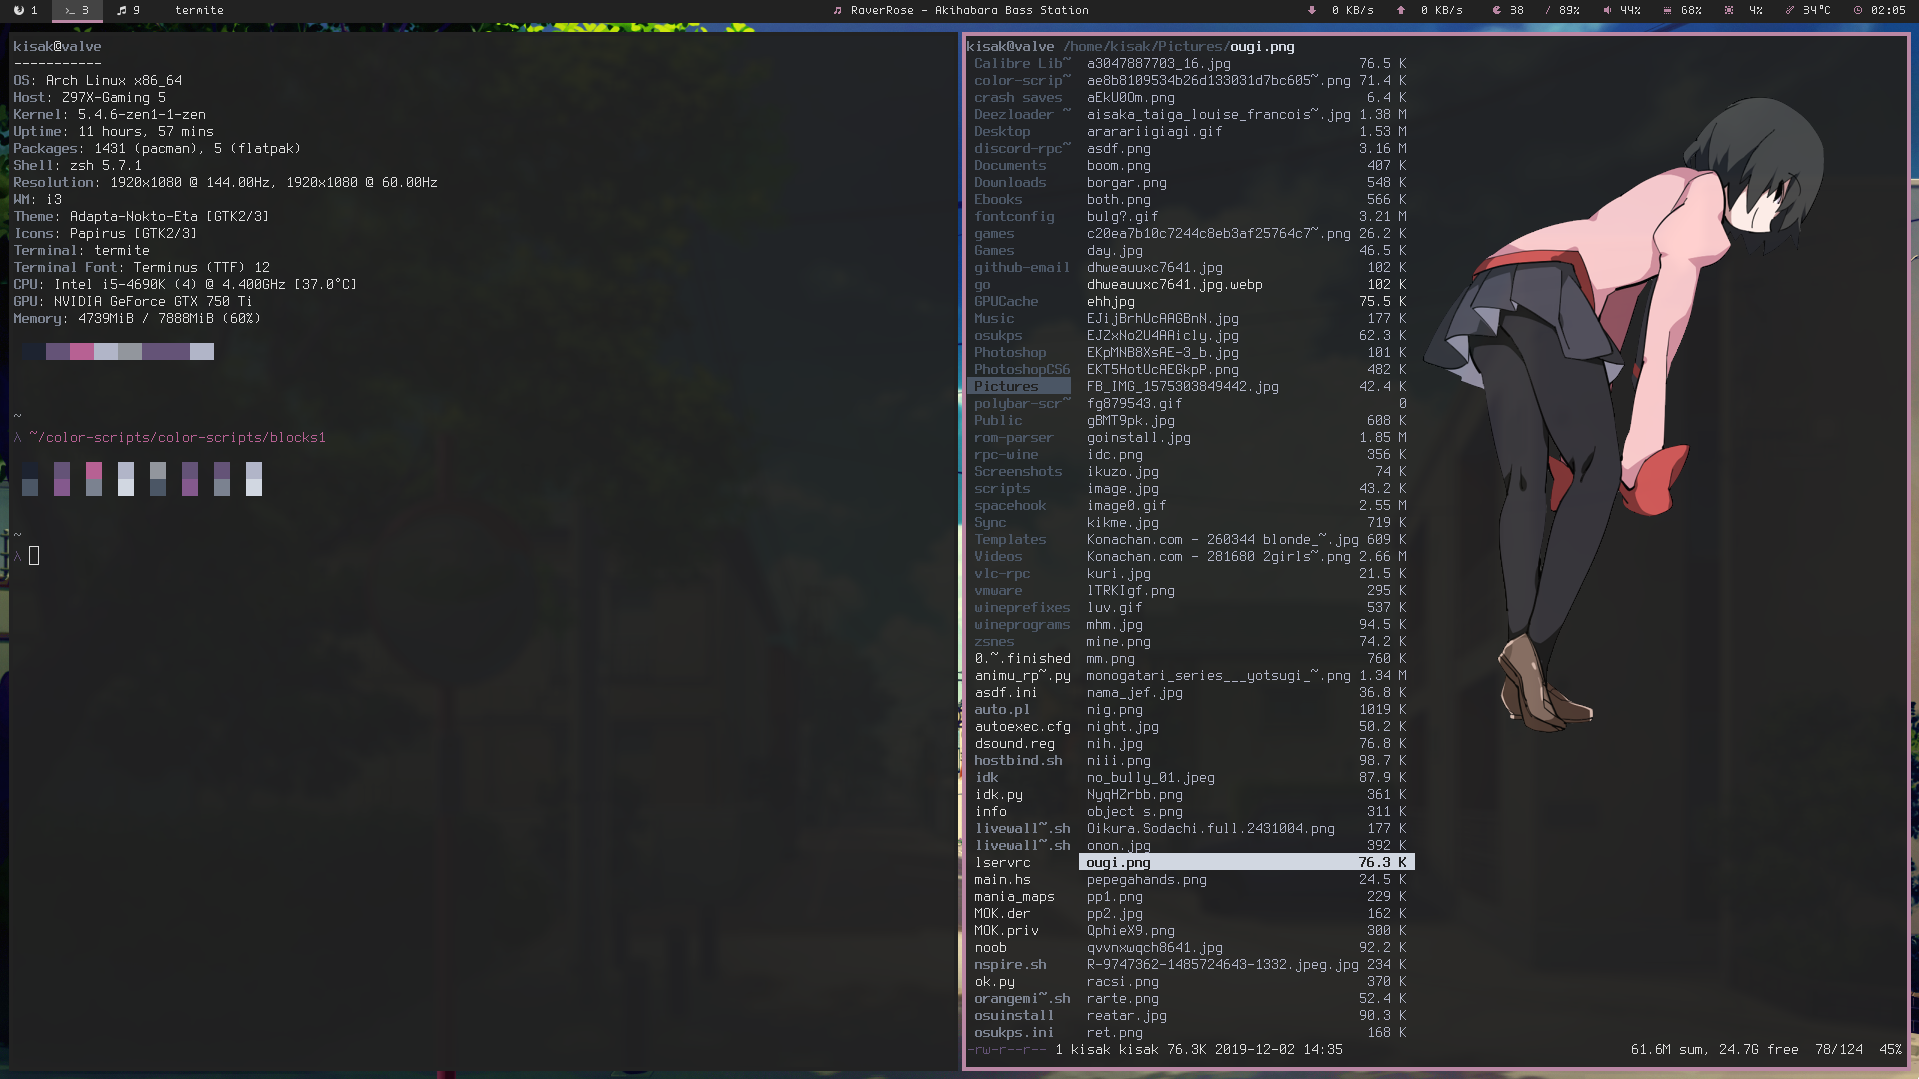 1 3 9 termite
RaverRose - Akihabara Bass Station
0 KB/s 0 KB/s 38 / 89% 44% 68% 4% 34°C 02:05
kisak@valve
-----------
OS: Arch Linux x86_64
Host: Z97X-Gaming 5
Kernel: 5.4.6-zen1-1-zen
Uptime: 11 hours, 57 mins
Packages: 1431 (pacman), 5 (flatpak)
Shell: zsh 5.7.1
Resolution: 1920x1080 @ 144.00Hz, 1920x1080 @ 60.00Hz
WM: i3
Theme: Adapta-Nokto-Eta [GTK2/3]
Icons: Papirus [GTK2/3]
Terminal: termite
Terminal Font: Terminus (TTF) 12
CPU: Intel i5-4690K (4) @ 4.400GHz [37.0°C]
GPU: NVIDIA GeForce GTX 750 Ti
Memory: 4739MiB / 7888MiB (60%)
~
λ ~/color-scripts/color-scripts/blocks1
~
λ
kisak@valve /home/kisak/Pictures/ougi.png
Calibre Lib~ a3047887703_16.jpg 76.5 K
color-scrip~ ae8b8109534b26d133031d7bc605~.png 71.4 K
crash saves aEkU0Om.png 6.4 K
Deezloader ~ aisaka_taiga_louise_francois~.jpg 1.38 M
Desktop ararariigiagi.gif 1.53 M
discord-rpc~ asdf.png 3.16 M
Documents boom.png 407 K
Downloads borgar.png 548 K
Ebooks both.png 566 K
fontconfig bulg?.gif 3.21 M
games c20ea7b10c7244c8eb3af25764c7~.png 26.2 K
Games day.jpg 46.5 K
github-email dhweauuxc7641.jpg 102 K
go dhweauuxc7641.jpg.webp 102 K
GPUCache ehhjpg 75.5 K
Music EJijBrhUcAAGBnN.jpg 177 K
osukps EJZxNo2U4AAicly.jpg 62.3 K
Photoshop EKpMNB8XsAE-3_b.jpg 101 K
PhotoshopCS6 EKT5HotUcAEGkpP.png 482 K
Pictures FB_IMG_1575303849442.jpg 42.4 K
polybar-scr~ fg879543.gif 0
Public gBMT9pk.jpg 608 K
rom-parser goinstall.jpg 1.85 M
rpc-wine idc.png 356 K
Screenshots ikuzo.jpg 74 K
scripts image.jpg 43.2 K
spacehook image0.gif 2.55 M
Sync kikme.jpg 719 K
Templates Konachan.com - 260344 blonde_~.jpg 609 K
Videos Konachan.com - 281680 2girls~.png 2.66 M
vlc-rpc kuri.jpg 21.5 K
vmware lTRKIgf.png 295 K
wineprefixes luv.gif 537 K
wineprograms mhm.jpg 94.5 K
zsnes mine.png 74.2 K
0.~.finished mm.png 760 K
animu_rp~.py monogatari_series___yotsugi_~.png 1.34 M
asdf.ini nama_jef.jpg 36.8 K
auto.pl nig.png 1019 K
autoexec.cfg night.jpg 50.2 K
dsound.reg nih.jpg 76.8 K
hostbind.sh niii.png 98.7 K
idk no_bully_01.jpeg 87.9 K
idk.py NyqHZrbb.png 361 K
info object s.png 311 K
livewall~.sh Oikura.Sodachi.full.2431004.png 177 K
livewall~.sh onon.jpg 392 K
lservrc ougi.png 76.3 K
main.hs pepegahands.png 24.5 K
mania_maps pp1.png 229 K
MOK.der pp2.jpg 162 K
MOK.priv QphieX9.png 300 K
noob qvvnxwqch8641.jpg 92.2 K
nspire.sh R-9747362-1485724643-1332.jpeg.jpg 234 K
ok.py racsi.png 370 K
orangemi~.sh rarte.png 52.4 K
osuinstall reatar.jpg 90.3 K
osukps.ini ret.png 168 K
-rw-r--r-- 1 kisak kisak 76.3K 2019-12-02 14:35 61.6M sum, 24.7G free 78/124 45%